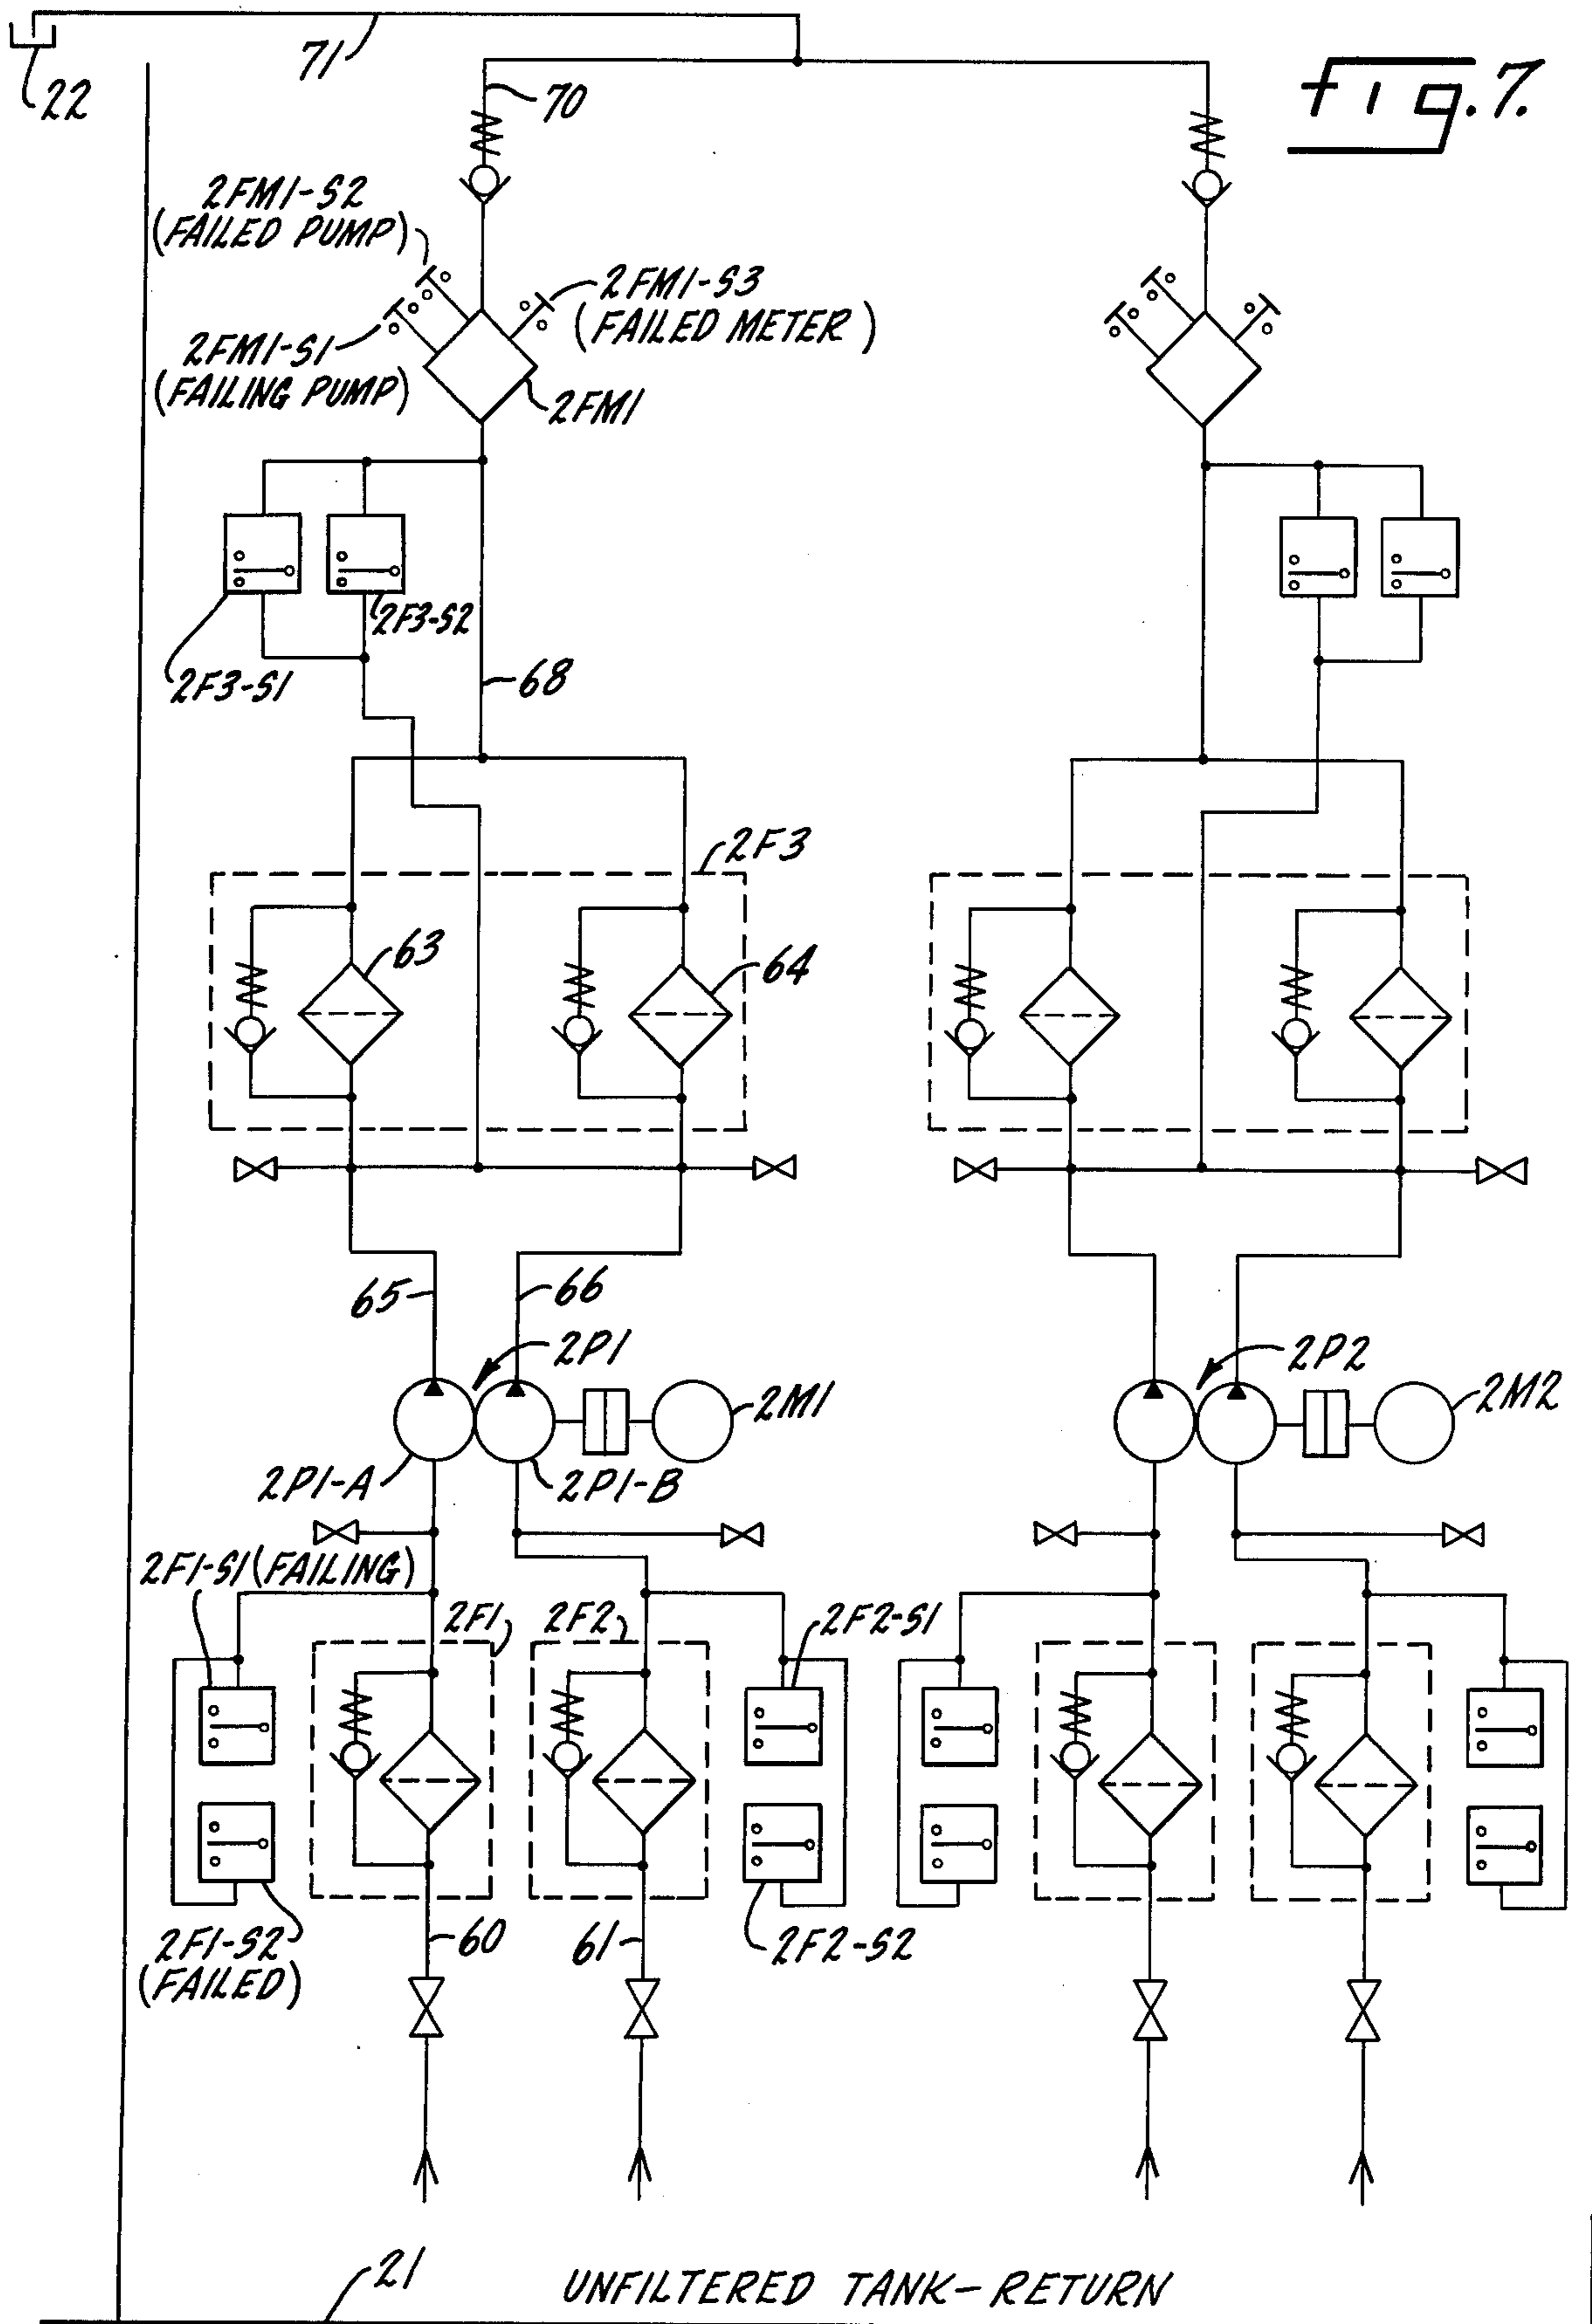 71
22
70
Fig. 7.
2FM1-S2
(FAILED PUMP)
2FM1-S3
(FAILED METER)
2FM1-S1
(FAILING PUMP)
2FM1
2F3-S2
2F3-S1
68
2F3
63
64
65
66
2P1
2P2
2M1
2M2
2P1-A
2P1-B
2F1-S1 (FAILING)
2F1
2F2
2F2-S1
2F1-S2
(FAILED)
60
61
2F2-S2
21
UNFILTERED TANK-RETURN